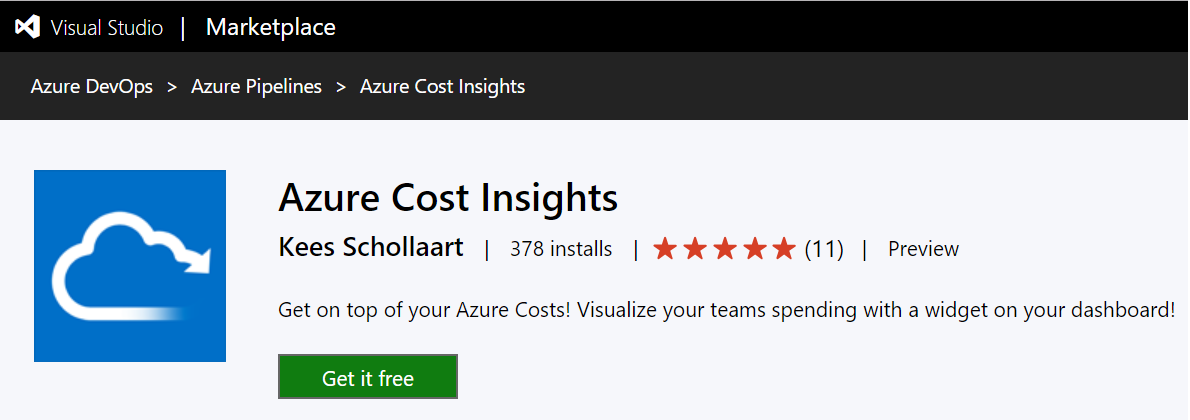 Visual Studio | Marketplace
Azure DevOps > Azure Pipelines > Azure Cost Insights
Azure Cost Insights
Kees Schollaart | 378 installs | ★★★★★ (11) | Preview
Get on top of your Azure Costs! Visualize your teams spending with a widget on your dashboard!
Get it free